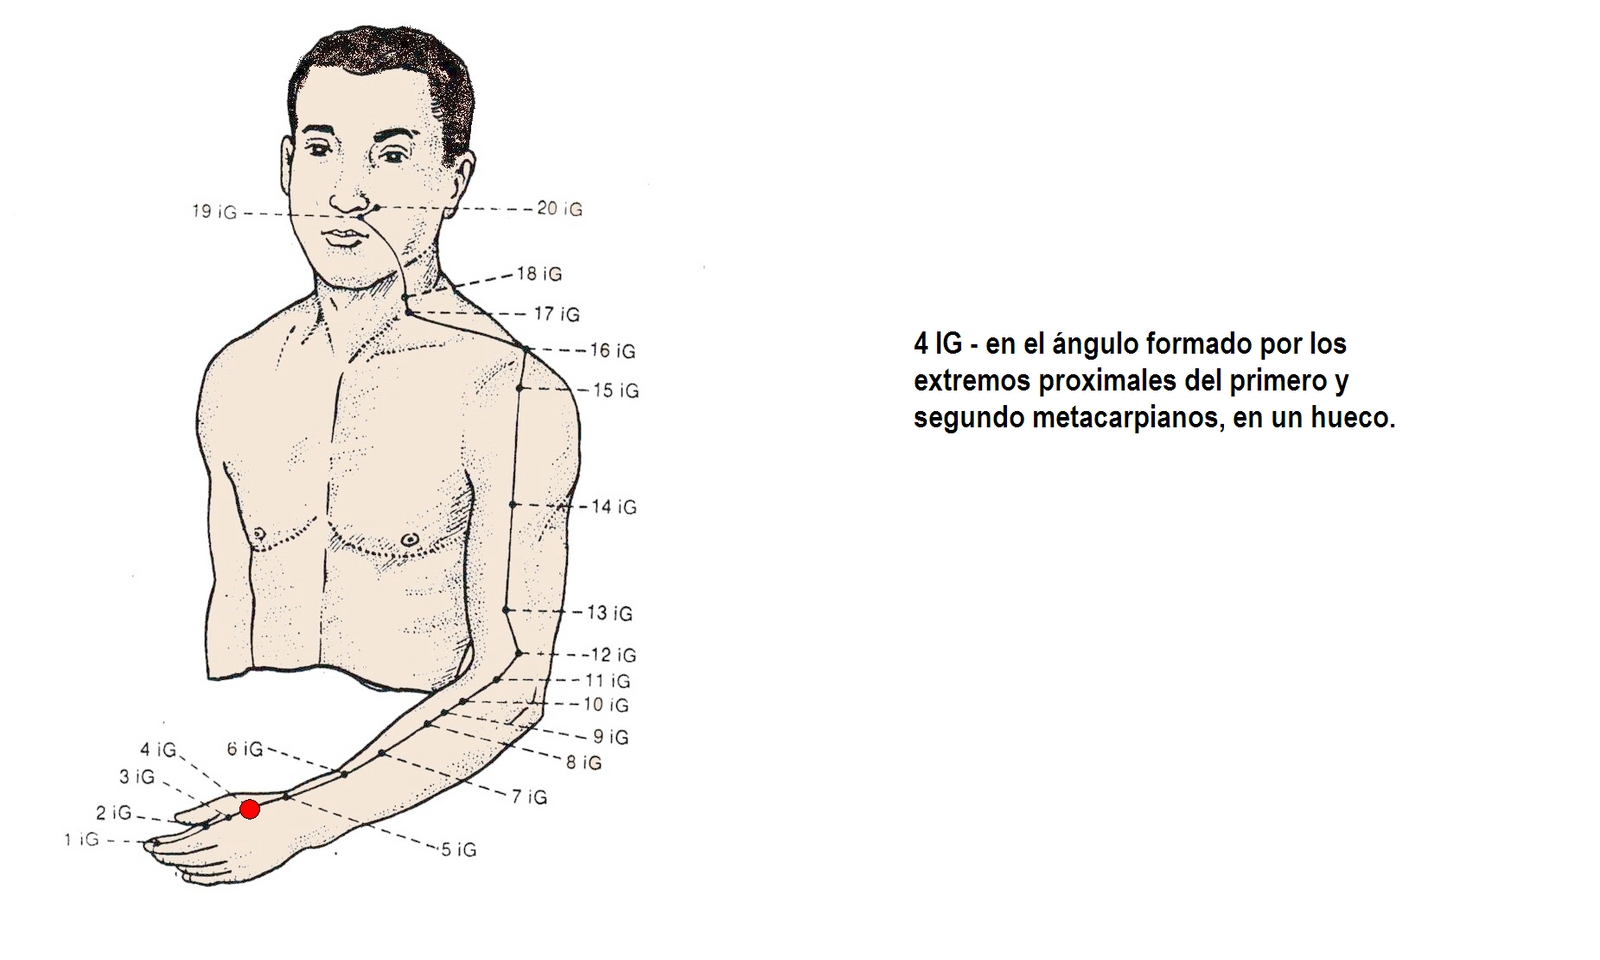 19 iG
20 iG
18 iG
17 iG
16 iG
15 iG
14 iG
13 iG
12 iG
11 iG
10 iG
9 iG
8 iG
7 iG
6 iG
4 iG
3 iG
2 iG
1 iG
5 iG
4 IG - en el ángulo formado por los
extremos proximales del primero y
segundo metacarpianos, en un hueco.